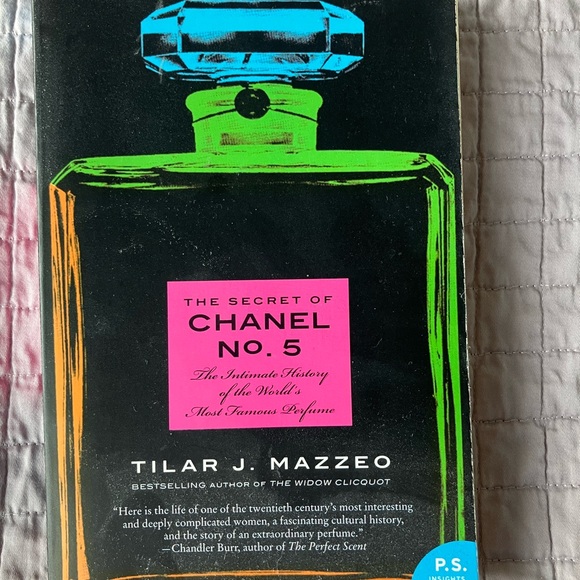 THE SECRET OF
CHANEL
No. 5
The Intimate History
of the World's
Most Famous Perfume
TILAR J. MAZZEO
BESTSELLING AUTHOR OF THE WIDOW CLICQUOT
"Here is the life of one of the twentieth century's most interesting
and deeply complicated women, a fascinating cultural history,
and the story of an extraordinary perfume."
—Chandler Burr, author of The Perfect Scent
P.S.
INSIGHTS